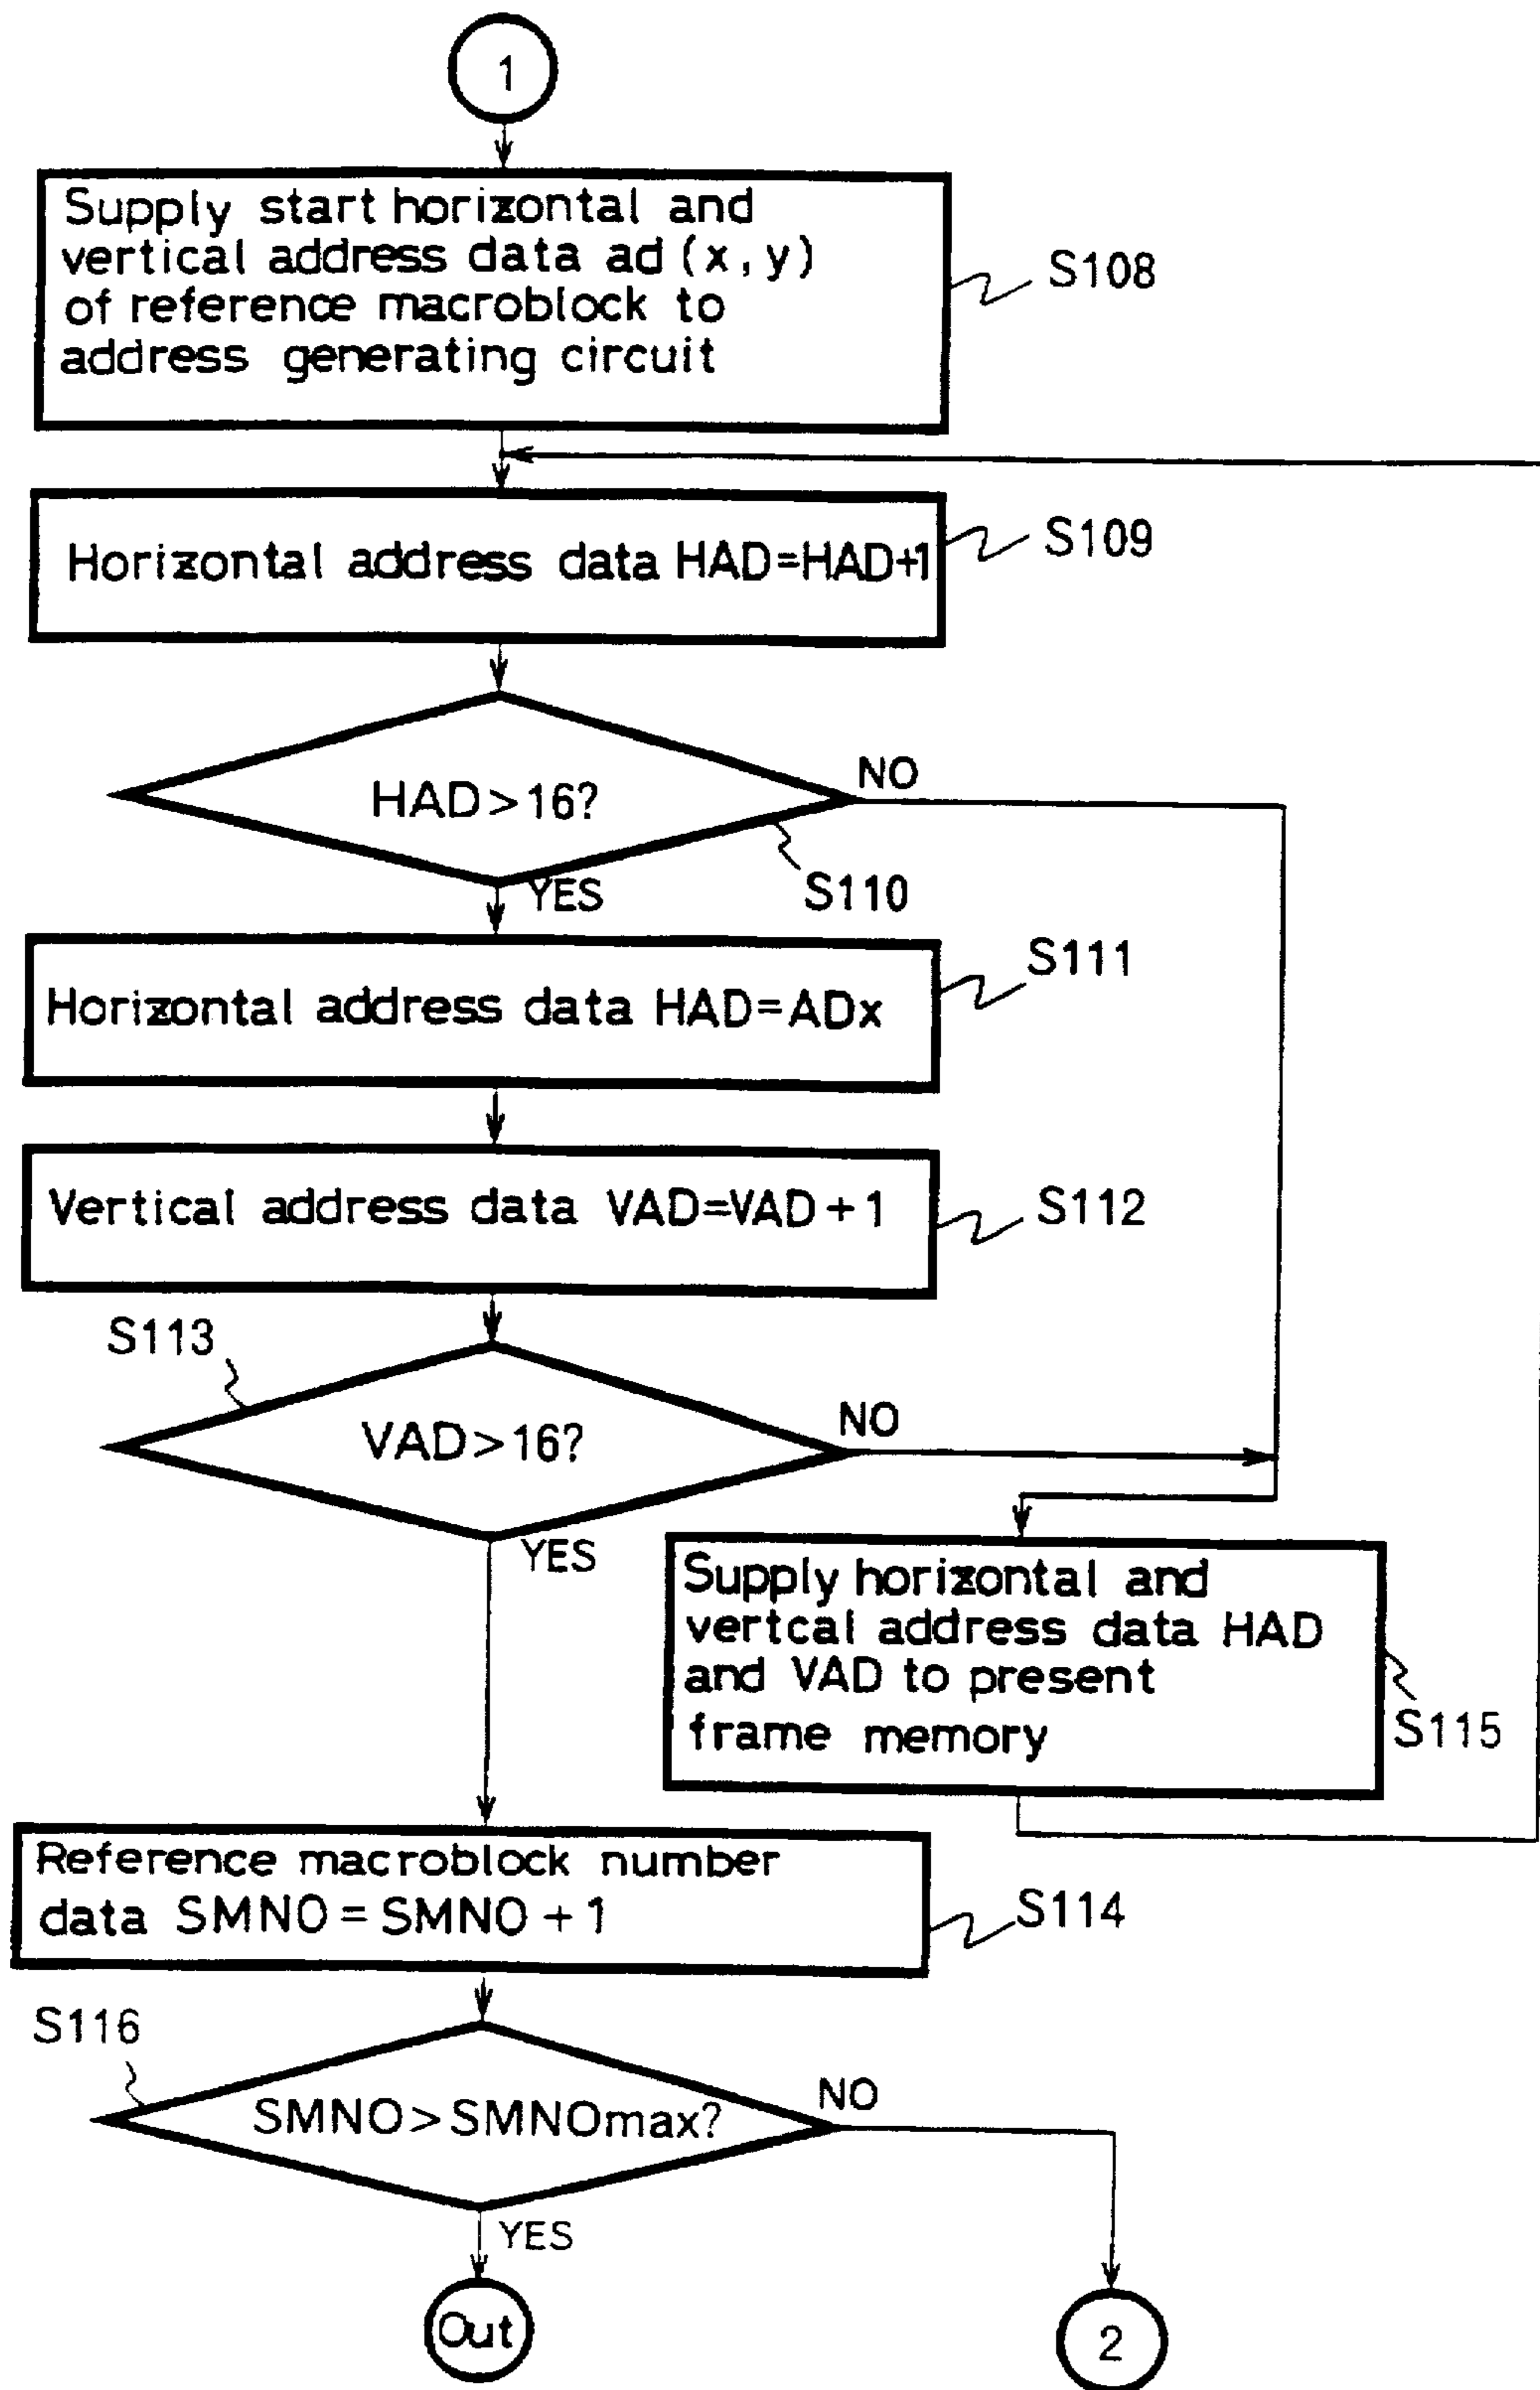 1
Supply start horizontal and
vertical address data ad (x, y)
of reference macroblock to
address generating circuit
S108
Horizontal address data HAD=HAD+1
S109
HAD>16?
NO
S110
YES
Horizontal address data HAD=ADx
S111
Vertical address data VAD=VAD+1
S112
S113
VAD>16?
NO
YES
Supply horizontal and
vertcal address data HAD
and VAD to present
frame memory
S115
Reference macroblock number
data SMNO=SMNO+1
S114
S116
SMNO>SMNOmax?
NO
YES
Out
2